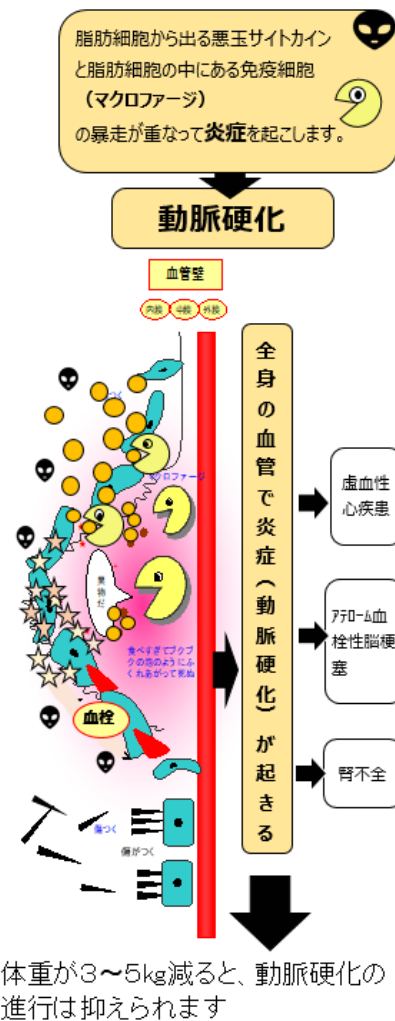 脂肪細胞から出る悪玉サイトカイン
と脂肪細胞の中にある免疫細胞
（マクロファージ）
の暴走が重なって炎症を起こします。
動脈硬化
血管壁
内膜 中膜 外膜
つく
クロファージ
異物だ
食べすぎてブクブ
クの泡のようにふ
くれあがって死ぬ
血栓
傷つく
傷がつく
全身の血管で炎症（動脈硬化）が起きる
虚血性
心疾患
アテローム血
栓性脳梗
塞
腎不全
体重が３～５kg減ると、動脈硬化の
進行は抑えられます